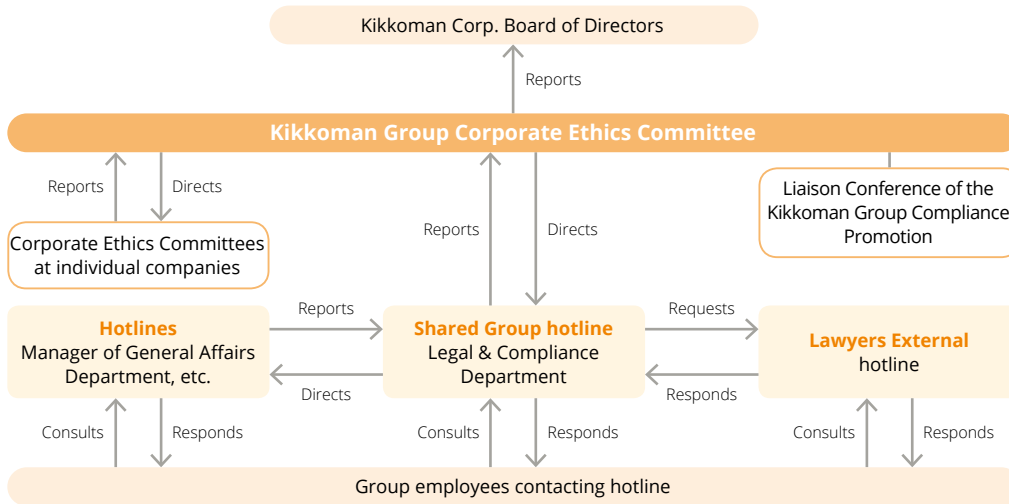 Kikkoman Corp. Board of Directors
Reports
Kikkoman Group Corporate Ethics Committee
Reports
Directs
Reports
Directs
Liaison Conference of the
Kikkoman Group Compliance
Promotion
Corporate Ethics Committees
at individual companies
Hotlines
Manager of General Affairs
Department, etc.
Reports
Directs
Shared Group hotline
Legal & Compliance
Department
Requests
Responds
Lawyers External
hotline
Consults
Responds
Consults
Responds
Consults
Responds
Group employees contacting hotline